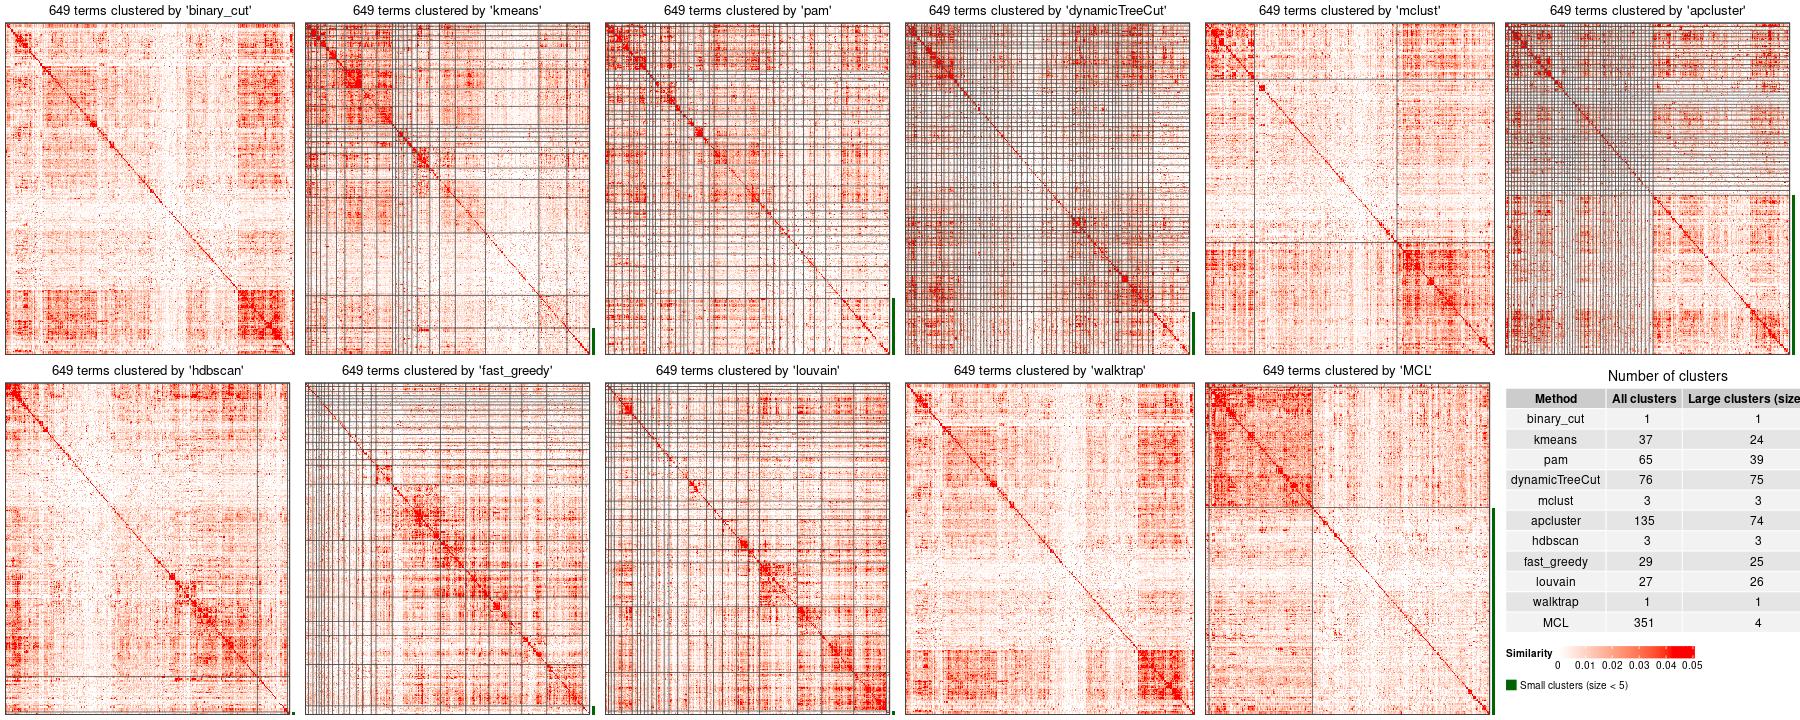 649 terms clustered by 'binary_cut'
649 terms clustered by 'kmeans'
649 terms clustered by 'pam'
649 terms clustered by 'dynamicTreeCut'
649 terms clustered by 'mclust'
649 terms clustered by 'apcluster'
649 terms clustered by 'hdbscan'
649 terms clustered by 'fast_greedy'
649 terms clustered by 'louvain'
649 terms clustered by 'walktrap'
649 terms clustered by 'MCL'
Number of clusters
Method All clusters Large clusters (size
binary_cut 1 1
kmeans 37 24
pam 65 39
dynamicTreeCut 76 75
mclust 3 3
apcluster 135 74
hdbscan 3 3
fast_greedy 29 25
louvain 27 26
walktrap 1 1
MCL 351 4
Similarity
0 0.01 0.02 0.03 0.04 0.05
Small clusters (size < 5)